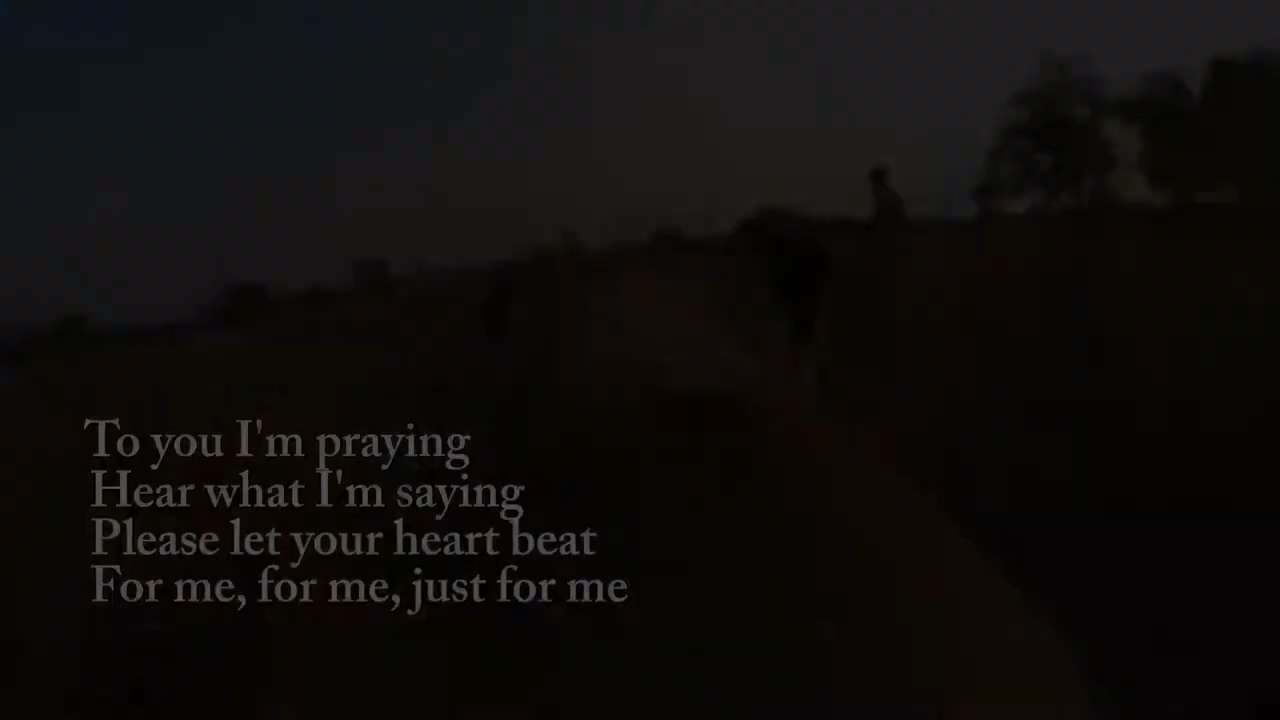 To you I'm praying
Hear what I'm saying
Please let your heart beat
For me, for me, just for me